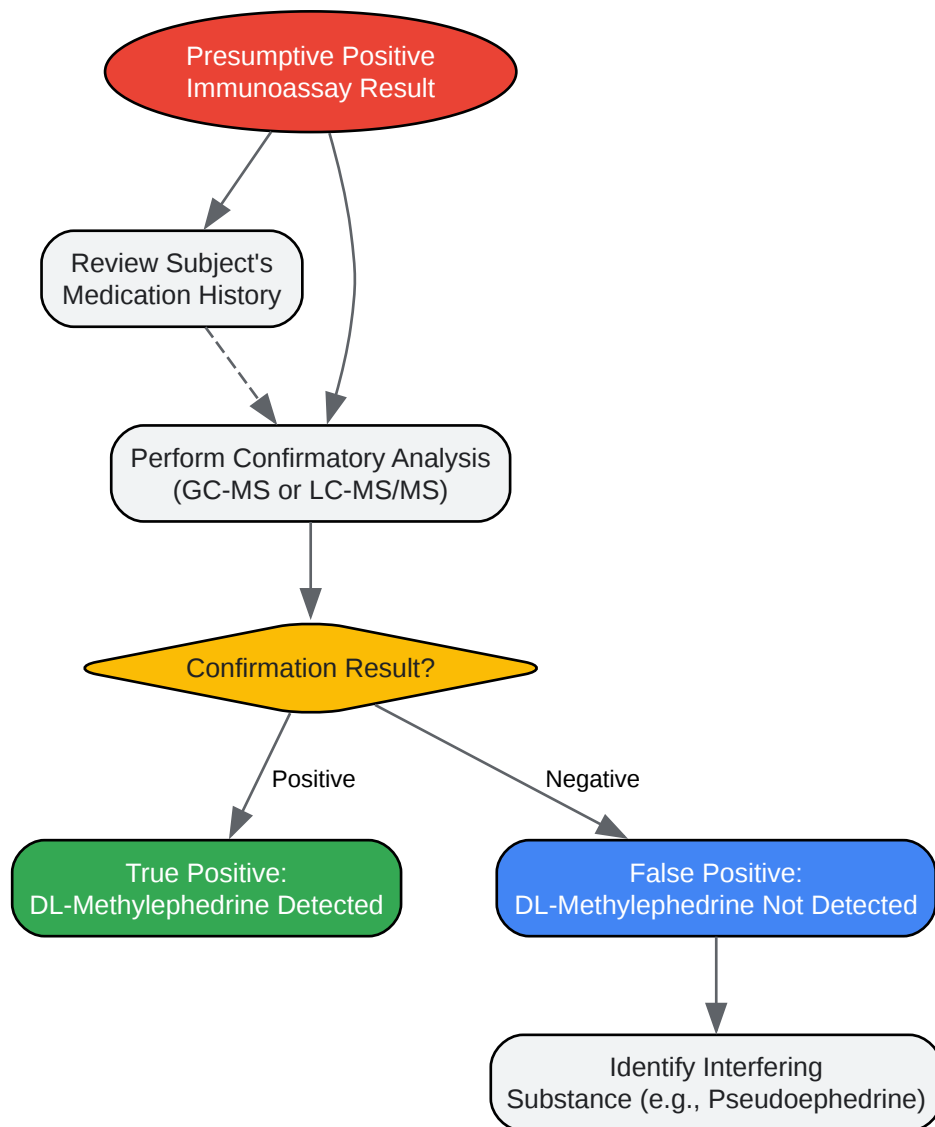 Presumptive Positive
Immunoassay Result
Review Subject's
Medication History
Perform Confirmatory Analysis
(GC-MS or LC-MS/MS)
Confirmation Result?
Positive
Negative
True Positive:
DL-Methylephedrine Detected
False Positive:
DL-Methylephedrine Not Detected
Identify Interfering
Substance (e.g., Pseudoephedrine)